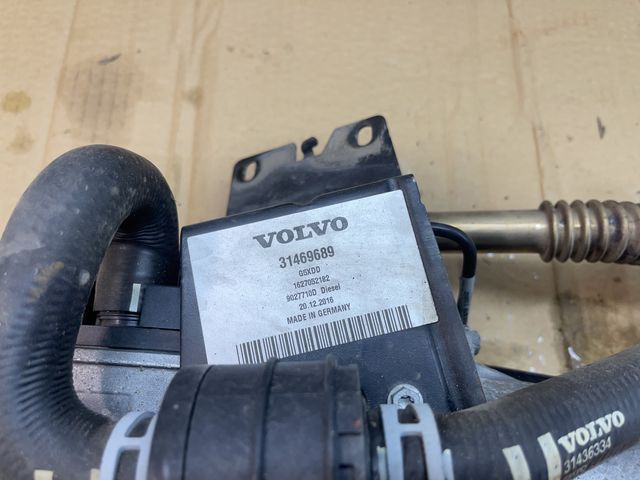 VOLVO
31469689
G5XDD
1627052182
9027710D Diesel
20.12.2016
MADE IN GERMANY
VOLVO
31436334